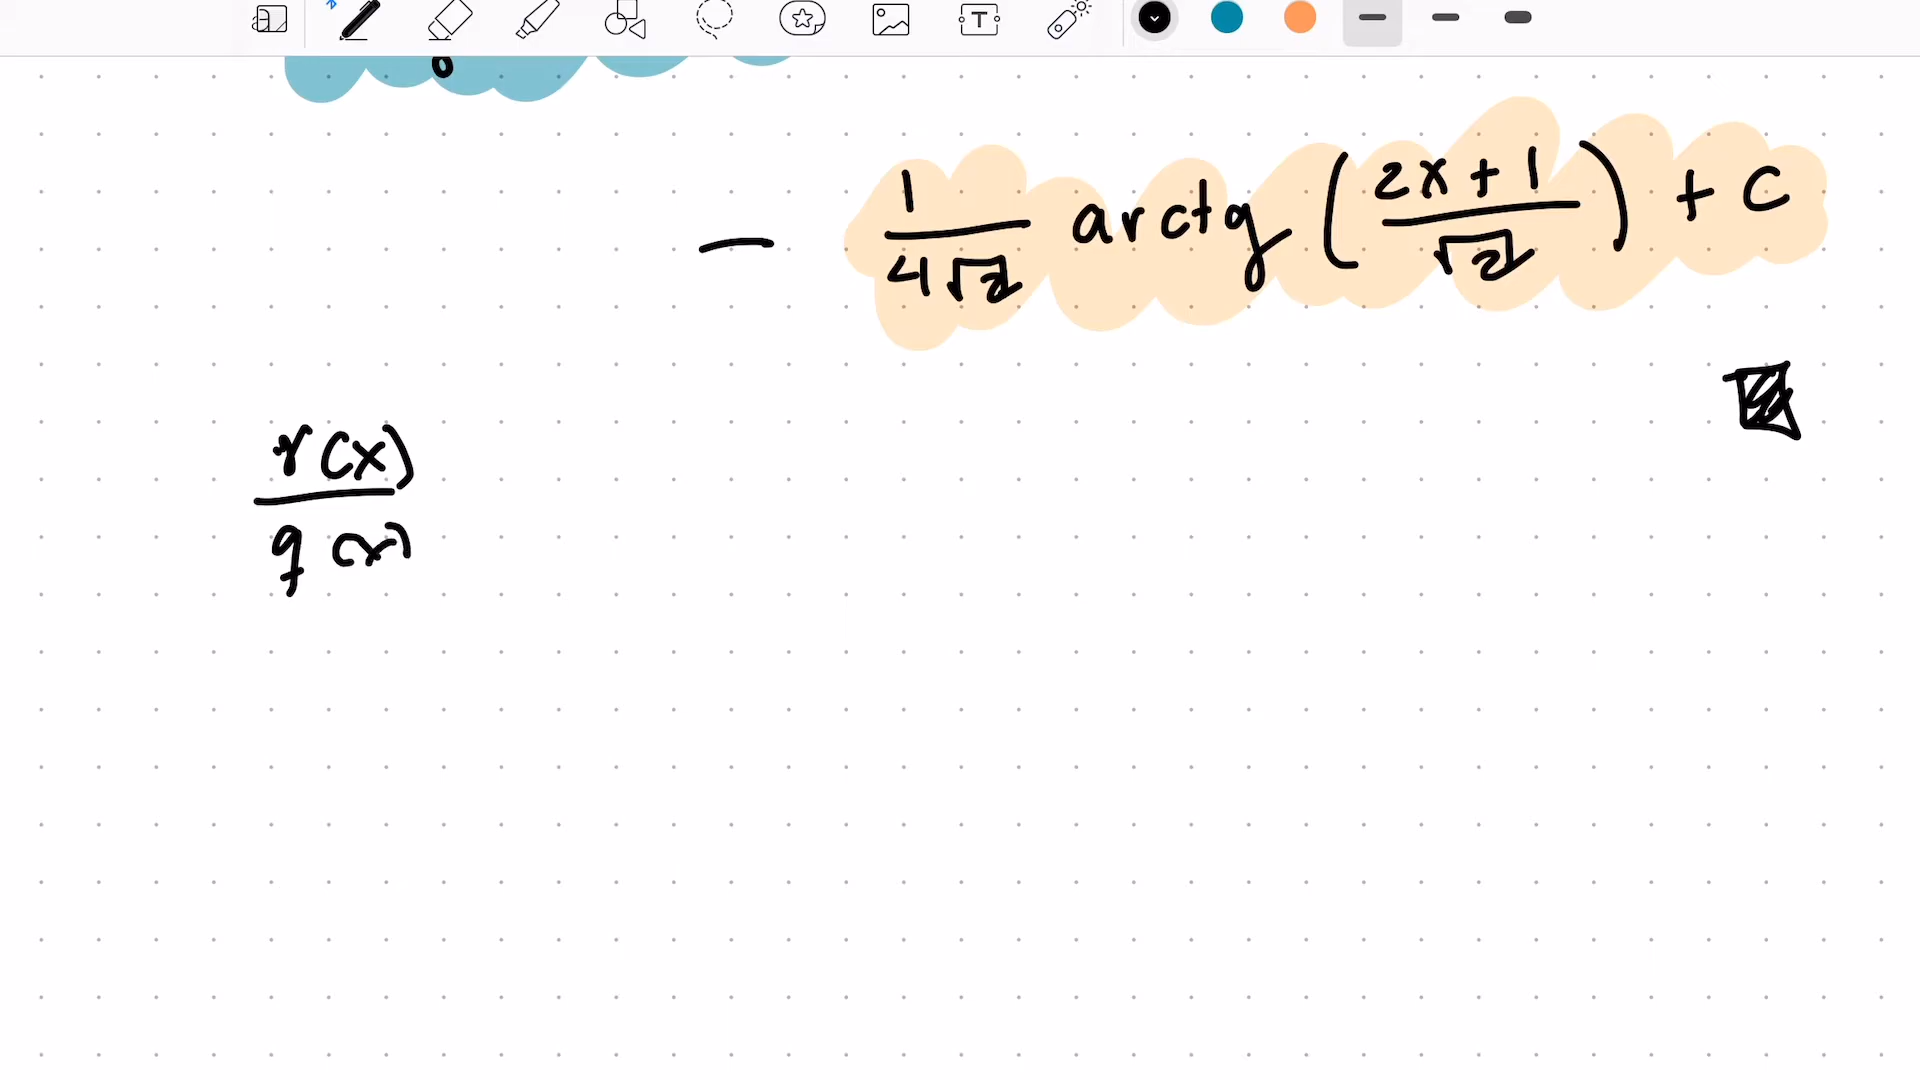 − 1/(4√2) arctg ( (2x+1)/√2 ) + C
r(x)
q(x)